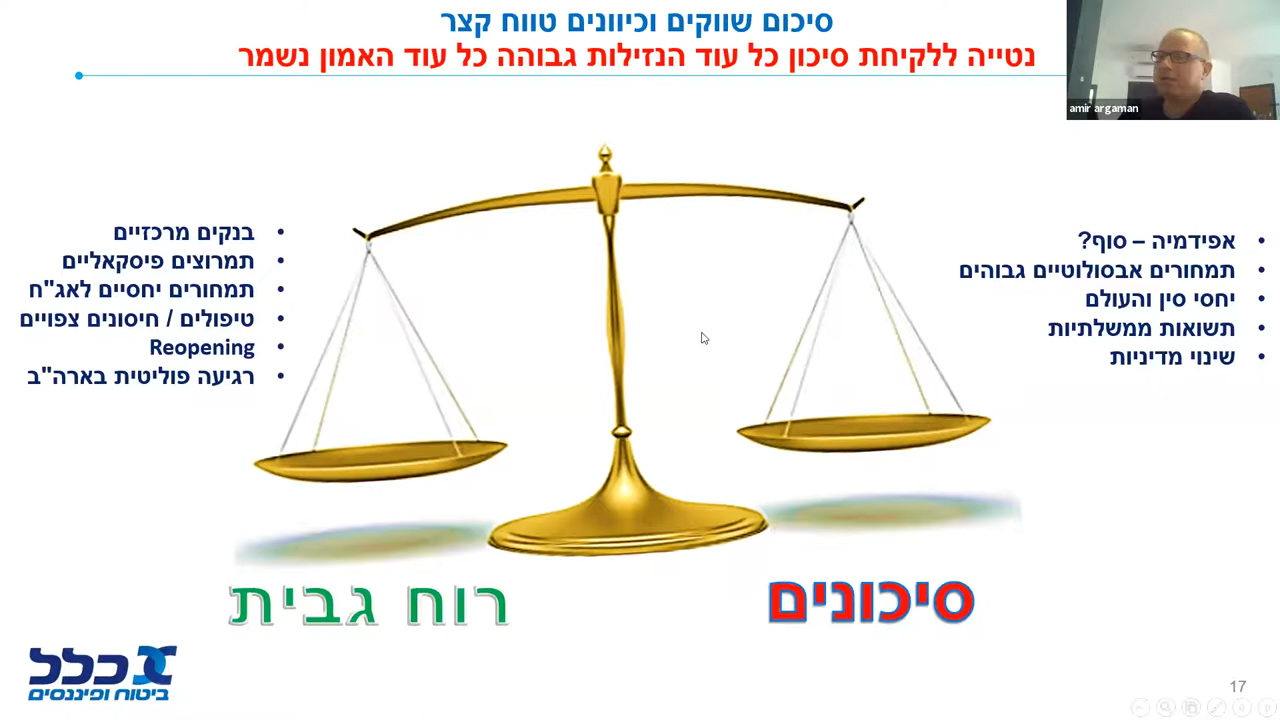 סיכום שווקים וכיוונים טווח קצר
נטייה ללקיחת סיכון כל עוד הנזילות גבוהה כל עוד האמון נשמר
amir argaman
• אפידמיה – סוף?
• תמחורים אבסולוטיים גבוהים
• יחסי סין והעולם
• תשואות ממשלתיות
• שינוי מדיניות
• בנקים מרכזיים
• תמרוצים פיסקאליים
• תמחורים יחסיים לאג"ח
• טיפולים / חיסונים צפויים
• Reopening
• רגיעה פוליטית בארה"ב
סיכונים
רוח גבית
כלל
ביטוח ופיננסים
17